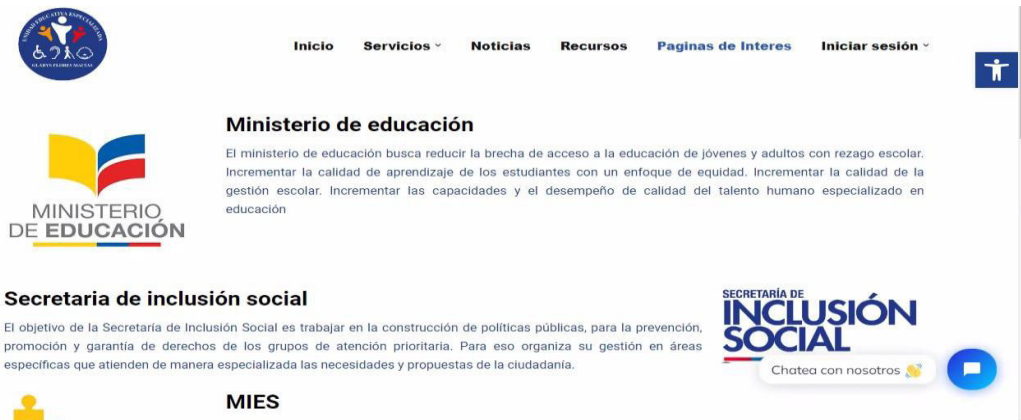 UNIDAD EDUCATIVA ESPECIALIZADA
GLADYS FLORES MACÍAS
Inicio Servicios Noticias Recursos Paginas de Interes Iniciar sesión
Ministerio de educación
El ministerio de educación busca reducir la brecha de acceso a la educación de jóvenes y adultos con rezago escolar.
Incrementar la calidad de aprendizaje de los estudiantes con un enfoque de equidad. Incrementar la calidad de la
gestión escolar. Incrementar las capacidades y el desempeño de calidad del talento humano especializado en
educación
MINISTERIO
DE EDUCACIÓN
Secretaria de inclusión social
El objetivo de la Secretaría de Inclusión Social es trabajar en la construcción de políticas públicas, para la prevención,
promoción y garantía de derechos de los grupos de atención prioritaria. Para eso organiza su gestión en áreas
específicas que atienden de manera especializada las necesidades y propuestas de la ciudadanía.
SECRETARÍA DE
INCLUSIÓN
SOCIAL
Chatea con nosotros 👋
MIES